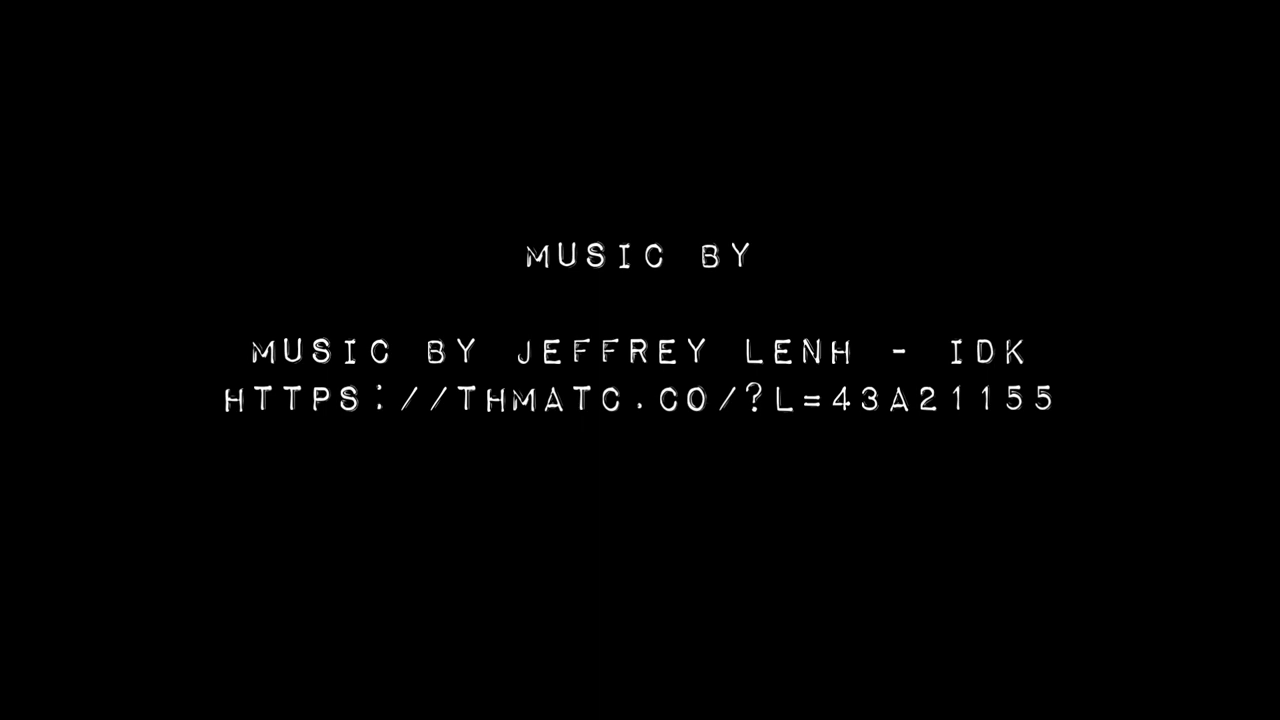 MUSIC BY
MUSIC BY JEFFREY LENH - IDK
HTTPS://THMATC.CO/?L=43A21155